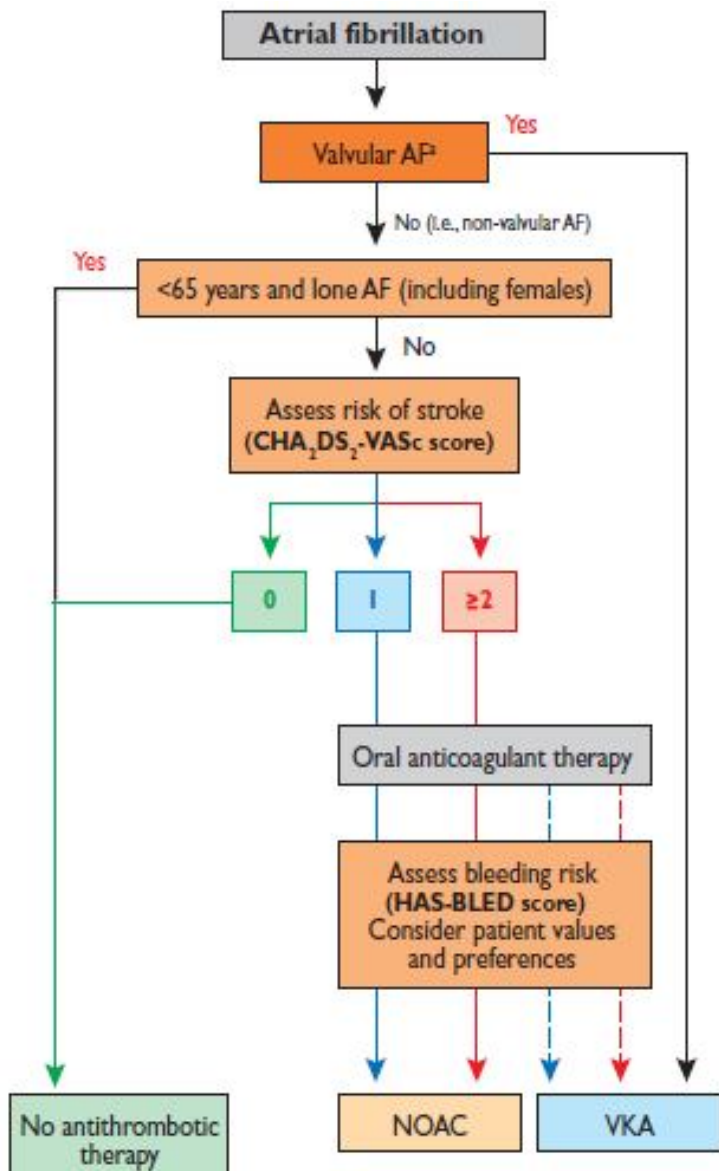 Atrial fibrillation
Valvular AFª
Yes
No (i.e., non-valvular AF)
Yes
<65 years and lone AF (including females)
No
Assess risk of stroke
(CHA₂DS₂-VASc score)
0
1
≥2
Oral anticoagulant therapy
Assess bleeding risk
(HAS-BLED score)
Consider patient values
and preferences
No antithrombotic
therapy
NOAC
VKA